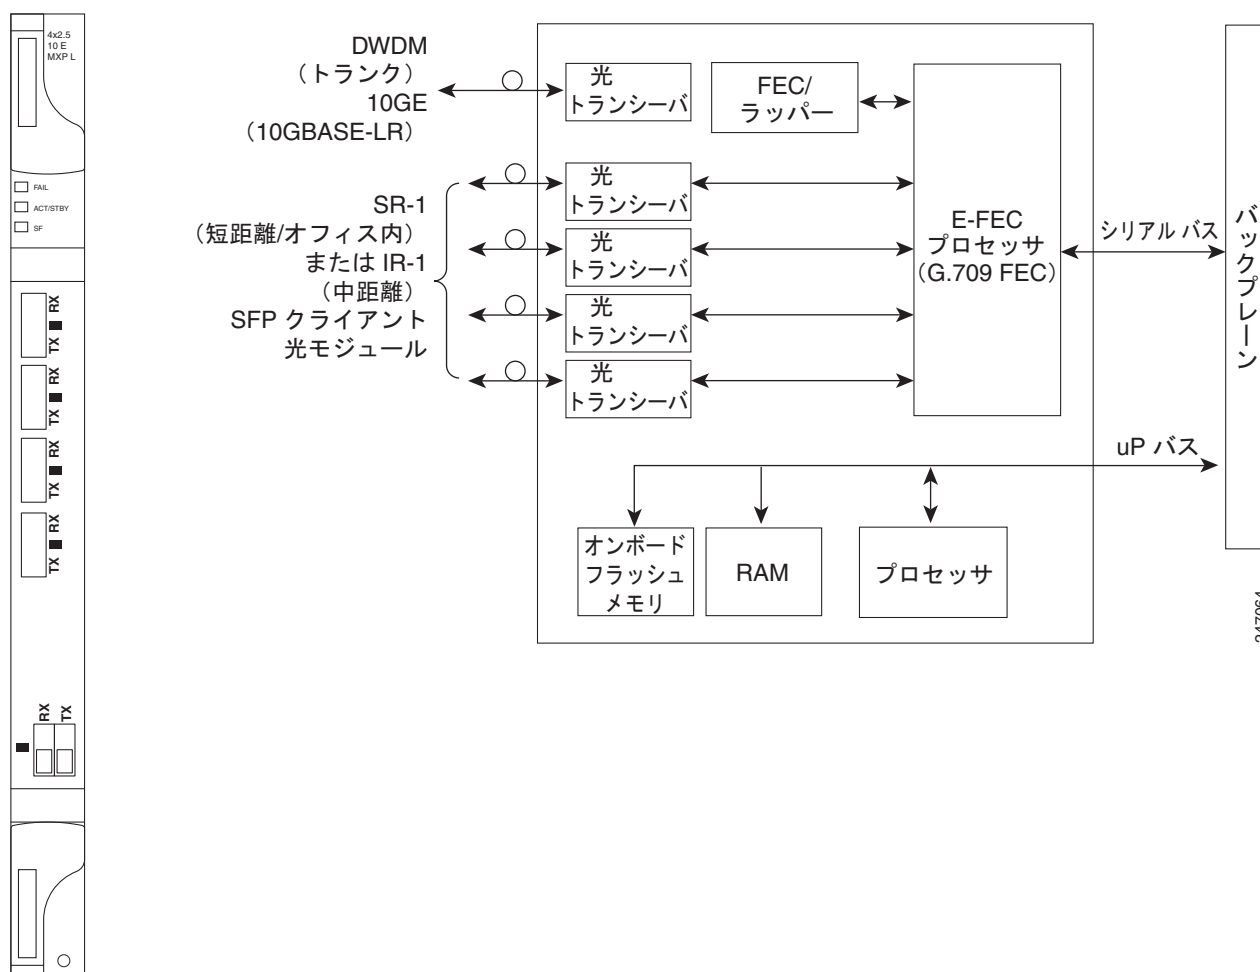 4x2.5
10 E
MXP L
FAIL
ACT/STBY
SF
TX RX
TX RX
TX RX
TX RX
RX
TX
DWDM
（トランク）
10GE
（10GBASE-LR）
SR-1
（短距離/オフィス内）
または IR-1
（中距離）
SFP クライアント
光モジュール
光
トランシーバ
FEC/
ラッパー
光
トランシーバ
光
トランシーバ
光
トランシーバ
光
トランシーバ
E-FEC
プロセッサ
(G.709 FEC)
シリアル バス
バックプレーン
uP バス
オンボード
フラッシュ
メモリ
RAM
プロセッサ